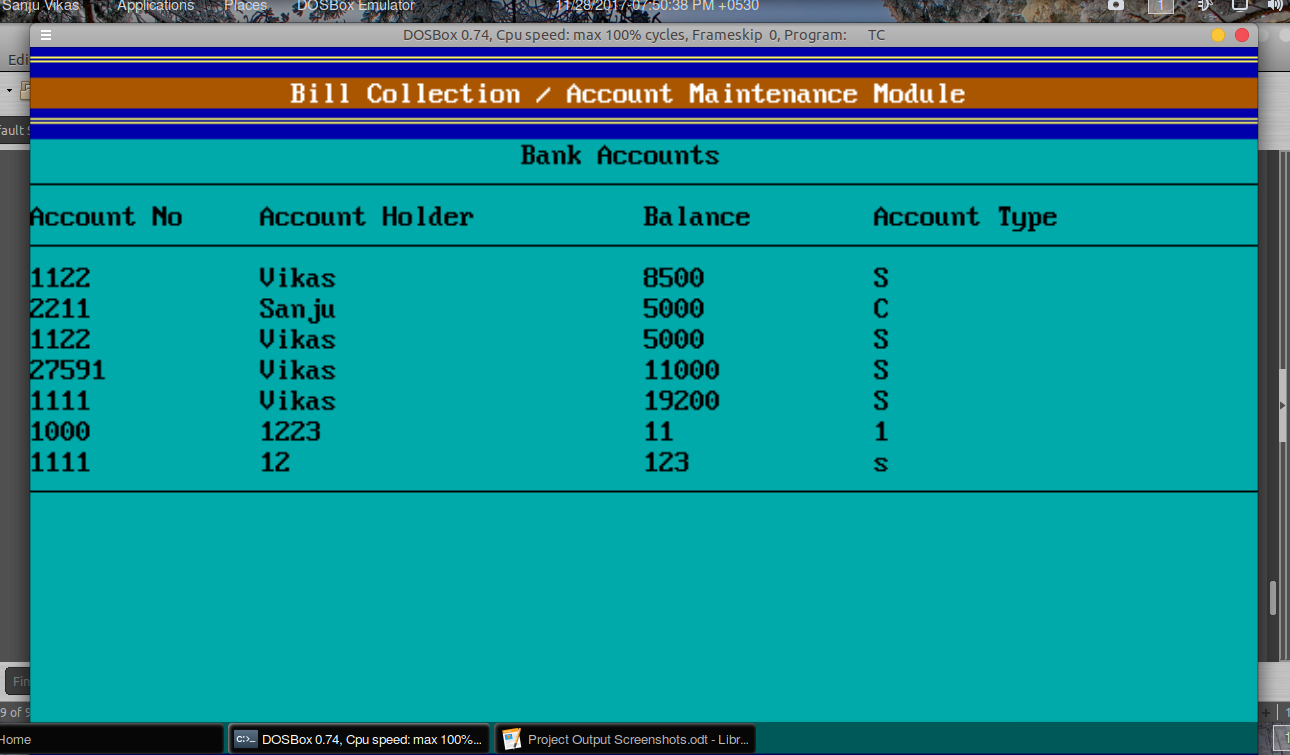 Sanju Vikas Applications Places DOSBox Emulator 11/28/2017-07:50:38 PM +0530 1
DOSBox 0.74, Cpu speed: max 100% cycles, Frameskip 0, Program: TC
Edi
Bill Collection / Account Maintenance Module
fault
Bank Accounts
Account No Account Holder Balance Account Type
1122 Vikas 8500 S
2211 Sanju 5000 C
1122 Vikas 5000 S
27591 Vikas 11000 S
1111 Vikas 19200 S
1000 1223 11 1
1111 12 123 s
Fin
9 of
Home DOSBox 0.74, Cpu speed: max 100%... Project Output Screenshots.odt - Libr...